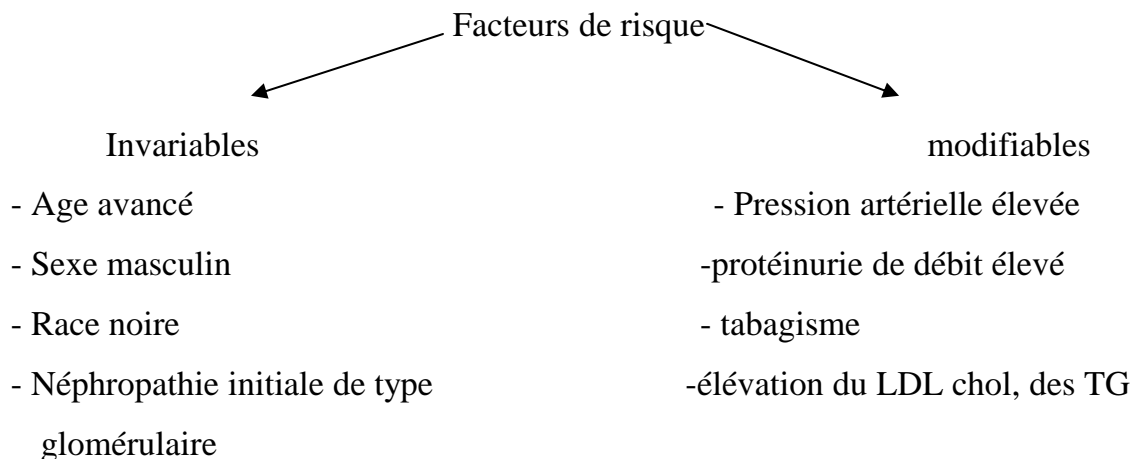 Facteurs de risque
Invariables
modifiables
- Age avancé
- Pression artérielle élevée
- Sexe masculin
-protéinurie de débit élevé
- Race noire
- tabagisme
- Néphropathie initiale de type
-élévation du LDL chol, des TG
glomérulaire